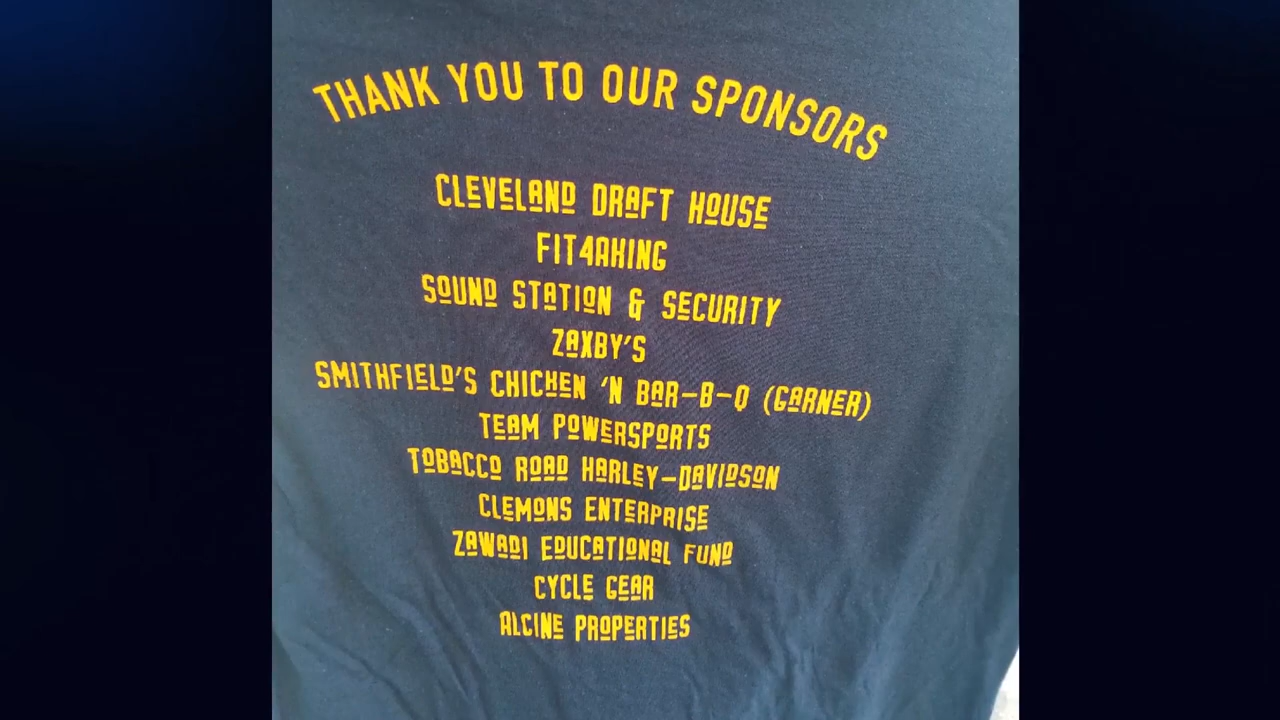 THANK YOU TO OUR SPONSORS
CLEVELAND DRAFT HOUSE
FIT4AKING
SOUND STATION & SECURITY
ZAXBY'S
SMITHFIELD'S CHICKEN 'N BAR-B-Q (GARNER)
TEAM POWERSPORTS
TOBACCO ROAD HARLEY-DAVIDSON
CLEMONS ENTERPRISE
ZAWADI EDUCATIONAL FUND
CYCLE GEAR
ALCINE PROPERTIES